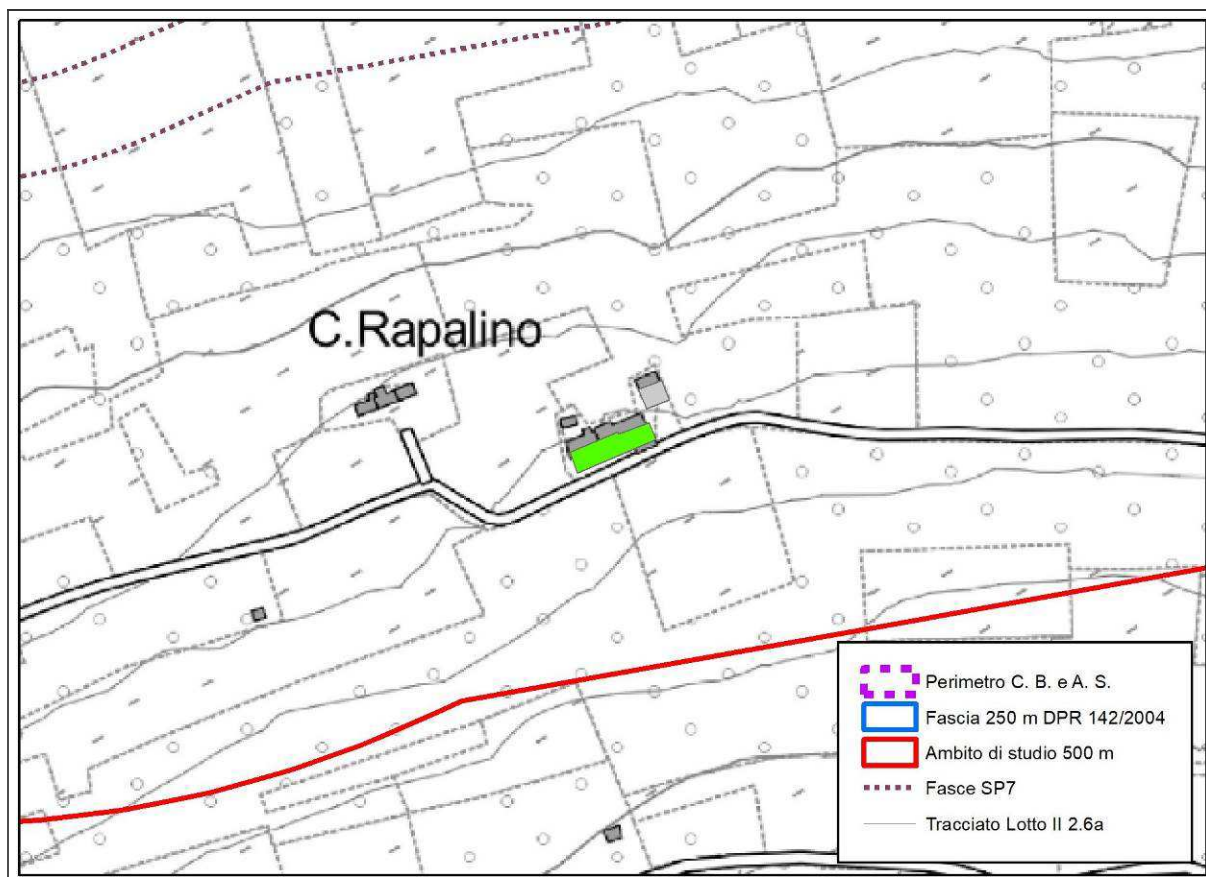 C.Rapalino
Perimetro C. B. e A. S.
Fascia 250 m DPR 142/2004
Ambito di studio 500 m
Fasce SP7
Tracciato Lotto II 2.6a